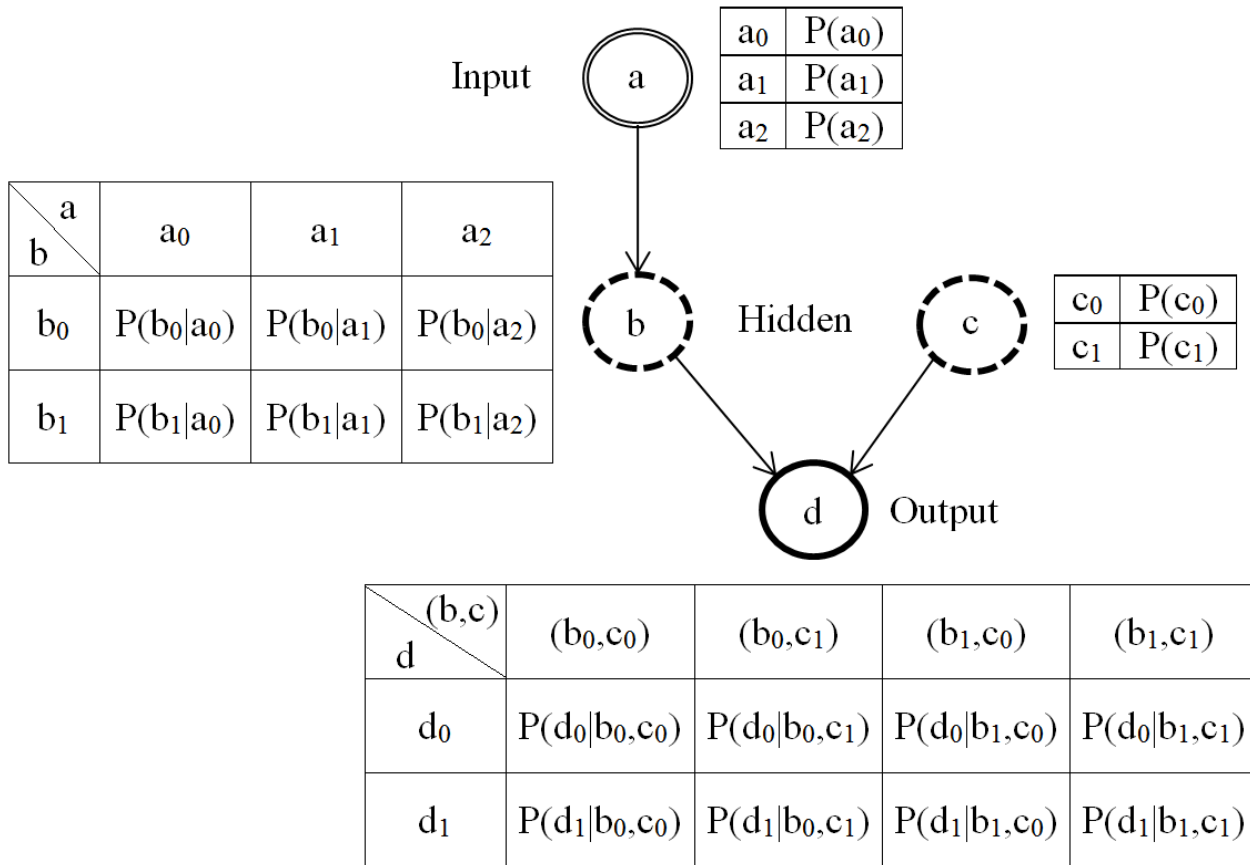 Input
a
a₀ P(a₀)
a₁ P(a₁)
a₂ P(a₂)
a
b
a₀ a₁ a₂
b₀ P(b₀|a₀) P(b₀|a₁) P(b₀|a₂)
b₁ P(b₁|a₀) P(b₁|a₁) P(b₁|a₂)
b
Hidden
c
c₀ P(c₀)
c₁ P(c₁)
d
Output
(b,c)
d
(b₀,c₀) (b₀,c₁) (b₁,c₀) (b₁,c₁)
d₀ P(d₀|b₀,c₀) P(d₀|b₀,c₁) P(d₀|b₁,c₀) P(d₀|b₁,c₁)
d₁ P(d₁|b₀,c₀) P(d₁|b₀,c₁) P(d₁|b₁,c₀) P(d₁|b₁,c₁)